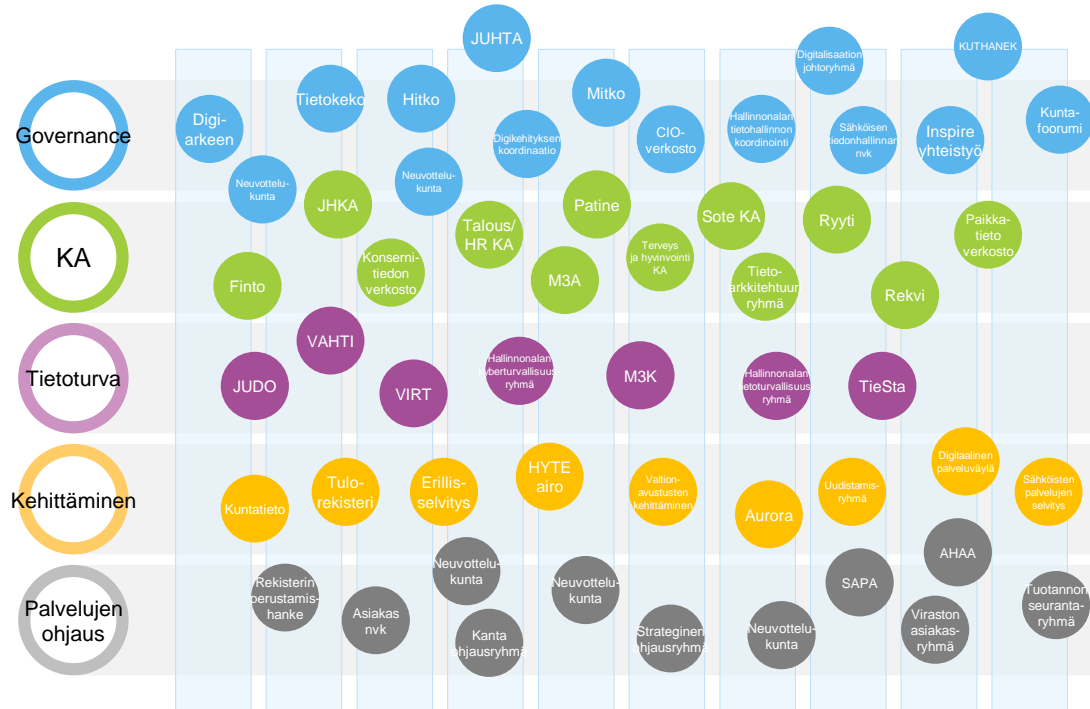 JUHTA
KUTHANEK
Digitalisaation
johtoryhmä
Governance
Digi-
arkeen
Tietokeko
Hitko
Digikehityksen
koordinaatio
Mitko
CIO-
verkosto
Hallinnonalan
tietohallinnon
koordinointi
Sähköisen
tiedonhallinnan
nvk
Inspire
yhteistyö
Kunta-
foorumi
Neuvottelu-
kunta
Neuvottelu-
kunta
KA
Finto
JHKA
Konserni-
tiedon
verkosto
Talous/
HR KA
M3A
Patine
Terveys
ja hyvinvointi
KA
Sote KA
Tieto-
arkkitehtuuri
ryhmä
Ryyti
Rekvi
Paikka-
tieto
verkosto
Tietoturva
JUDO
VAHTI
VIRT
Hallinnonalan
kyberturvallisuus-
ryhmä
M3K
Hallinnonalan
tietoturvallisuus-
ryhmä
TieSta
Kehittäminen
Kuntatieto
Tulo-
rekisteri
Erillis-
selvitys
HYTE
airo
Valtion-
avustusten
kehittäminen
Aurora
Uudistamis-
ryhmä
Digitaalinen
palveluväylä
Sähköisten
palvelujen
selvitys
Palvelujen
ohjaus
Rekisterin
perustamis-
hanke
Asiakas
nvk
Neuvottelu-
kunta
Kanta
ohjausryhmä
Neuvottelu-
kunta
Strateginen
ohjausryhmä
Neuvottelu-
kunta
SAPA
AHAA
Viraston
asiakas-
ryhmä
Tuotannon
seuranta-
ryhmä